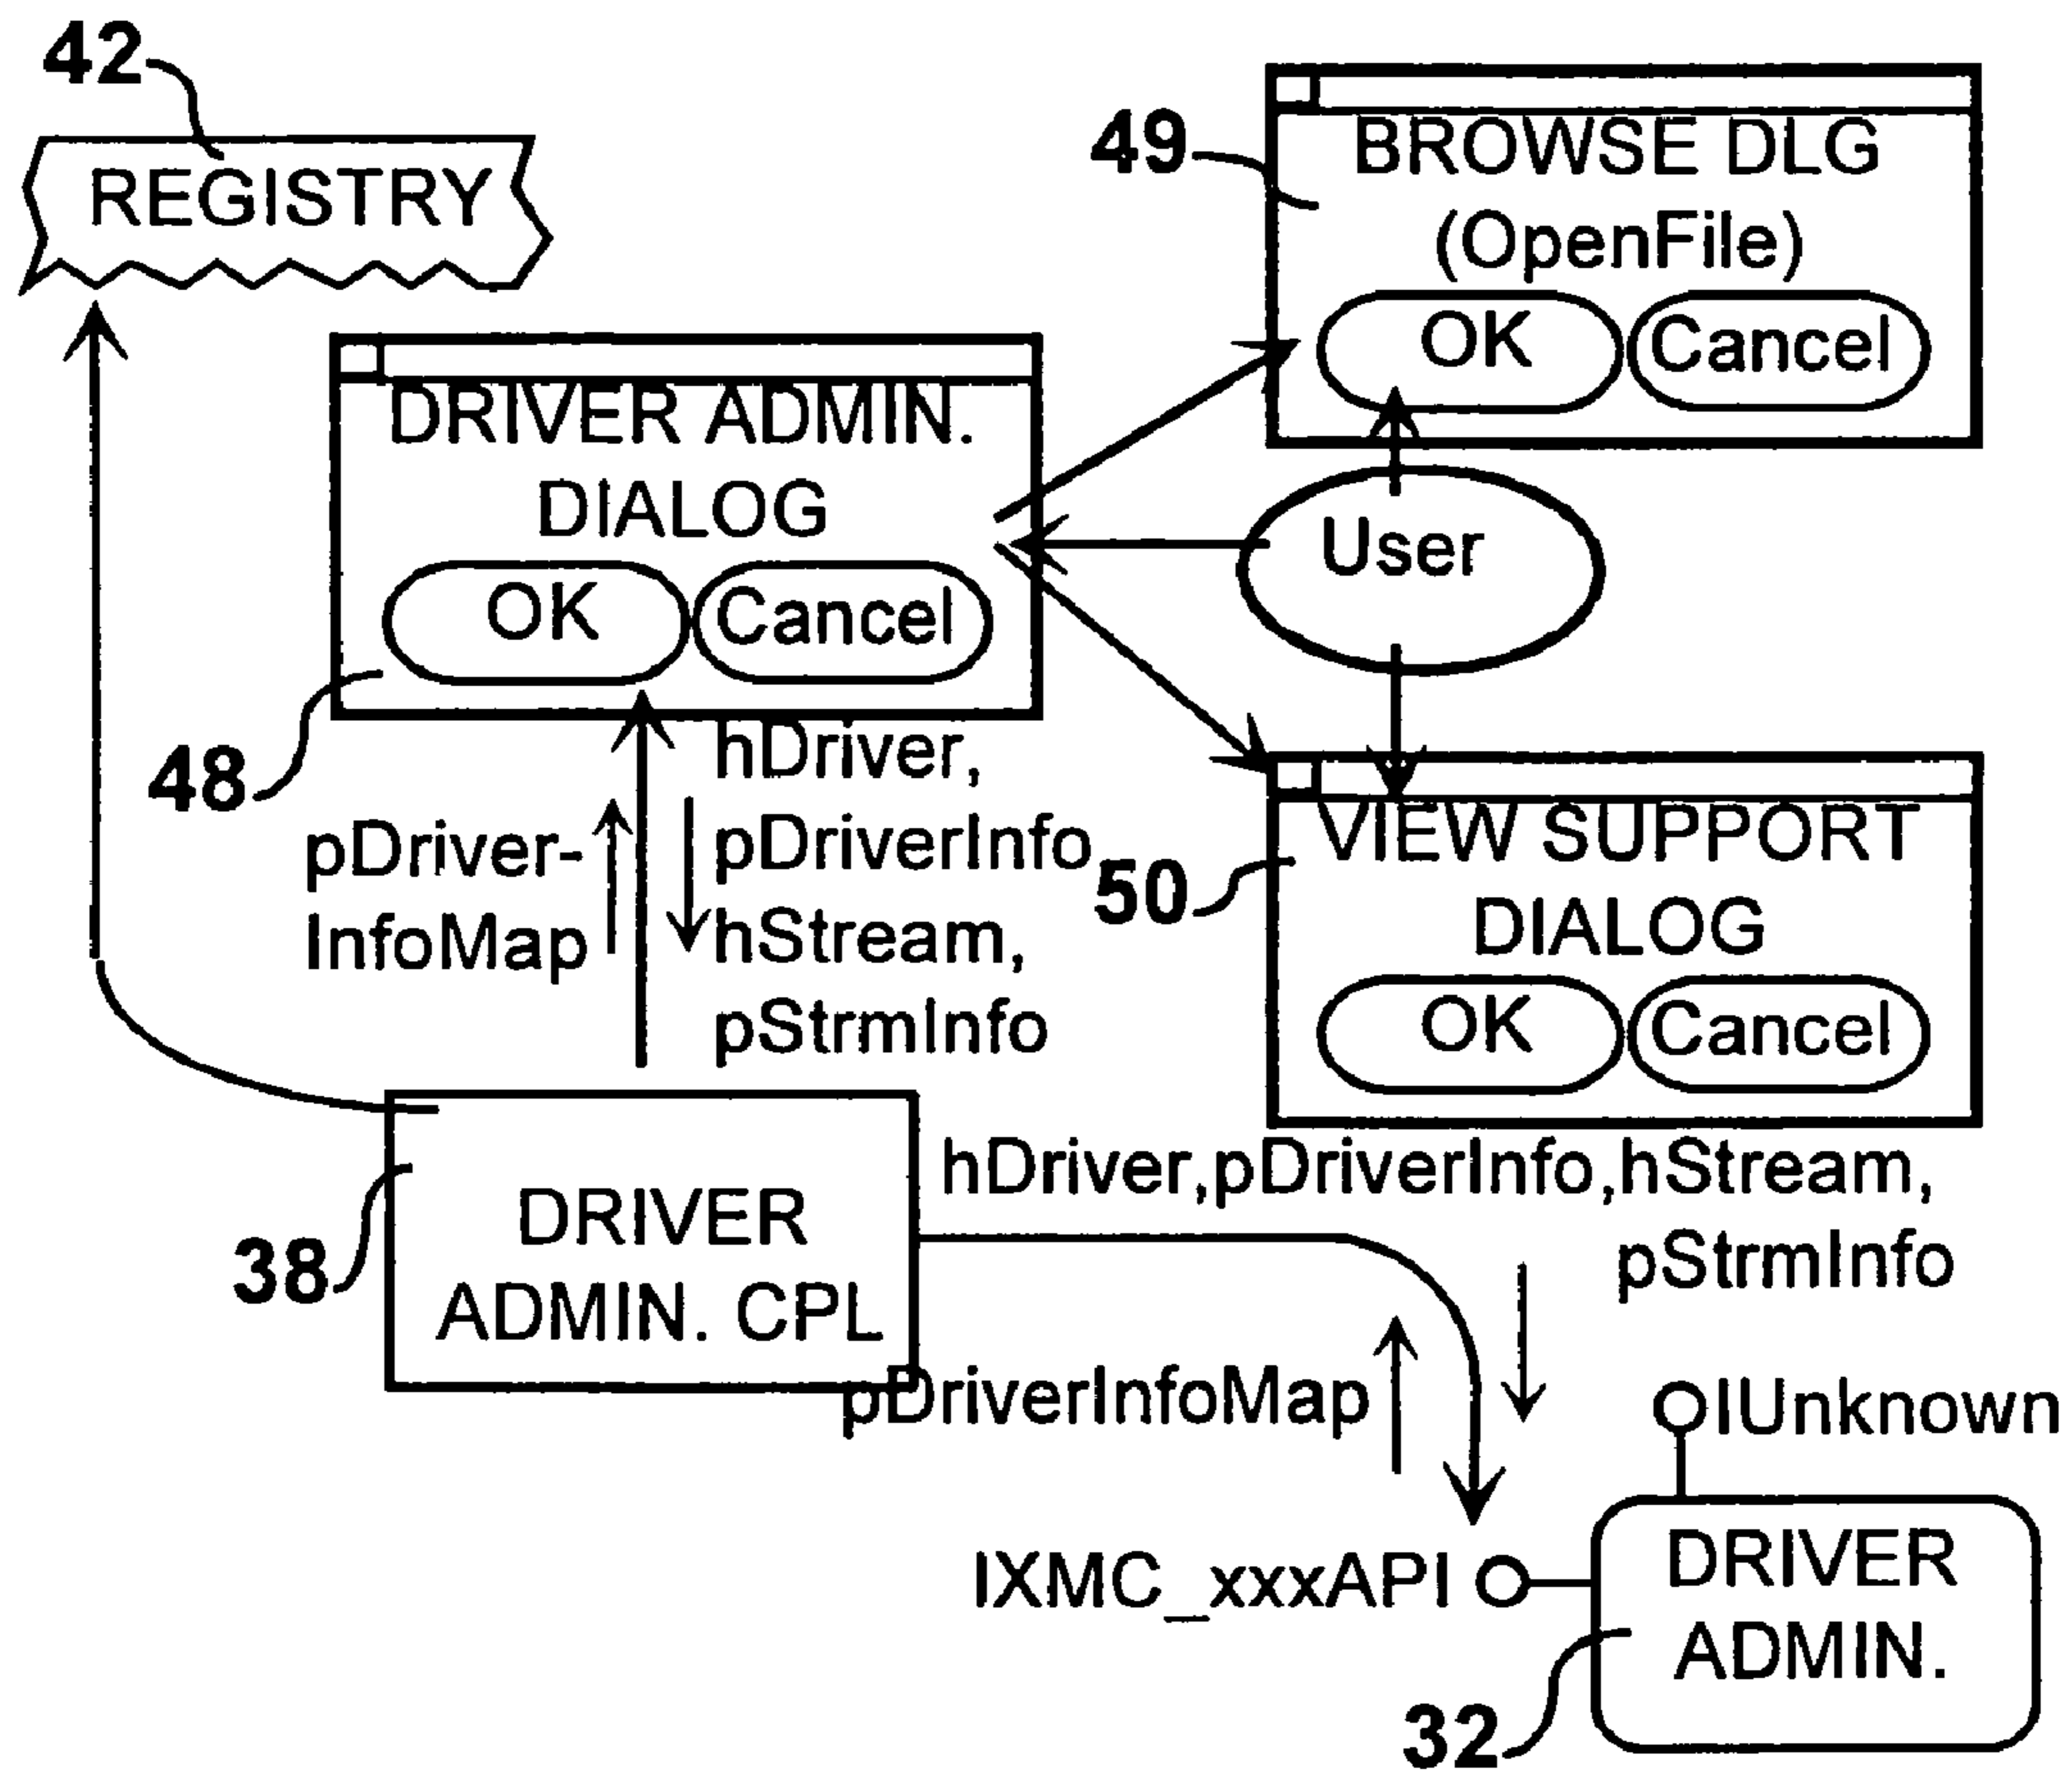 42
REGISTRY
49
BROWSE DLG
(OpenFile)
OK
Cancel
DRIVER ADMIN.
DIALOG
OK
Cancel
48
User
hDriver,
pDriverInfo
hStream,
pStrmInfo
pDriver-
InfoMap
50
VIEW SUPPORT
DIALOG
OK
Cancel
38
DRIVER
ADMIN. CPL
hDriver,pDriverInfo,hStream,
pStrmInfo
pDriverInfoMap
IUnknown
IXMC_xxxAPI
DRIVER
ADMIN.
32